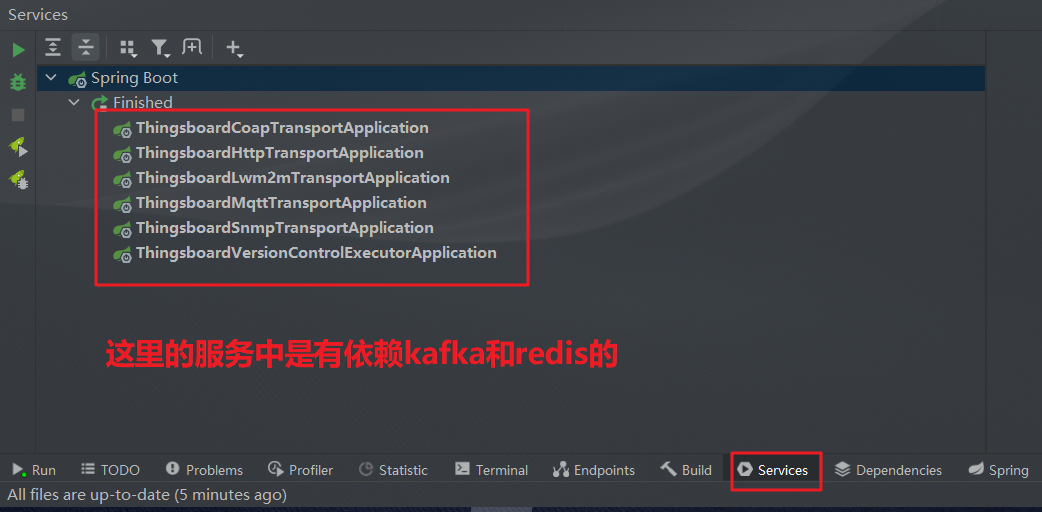 Services
Spring Boot
Finished
ThingsboardCoapTransportApplication
ThingsboardHttpTransportApplication
ThingsboardLwm2mTransportApplication
ThingsboardMqttTransportApplication
ThingsboardSnmpTransportApplication
ThingsboardVersionControlExecutorApplication
这里的服务中是有依赖kafka和redis的
Run TODO Problems Profiler Statistic Terminal Endpoints Build Services Dependencies Spring
All files are up-to-date (5 minutes ago)